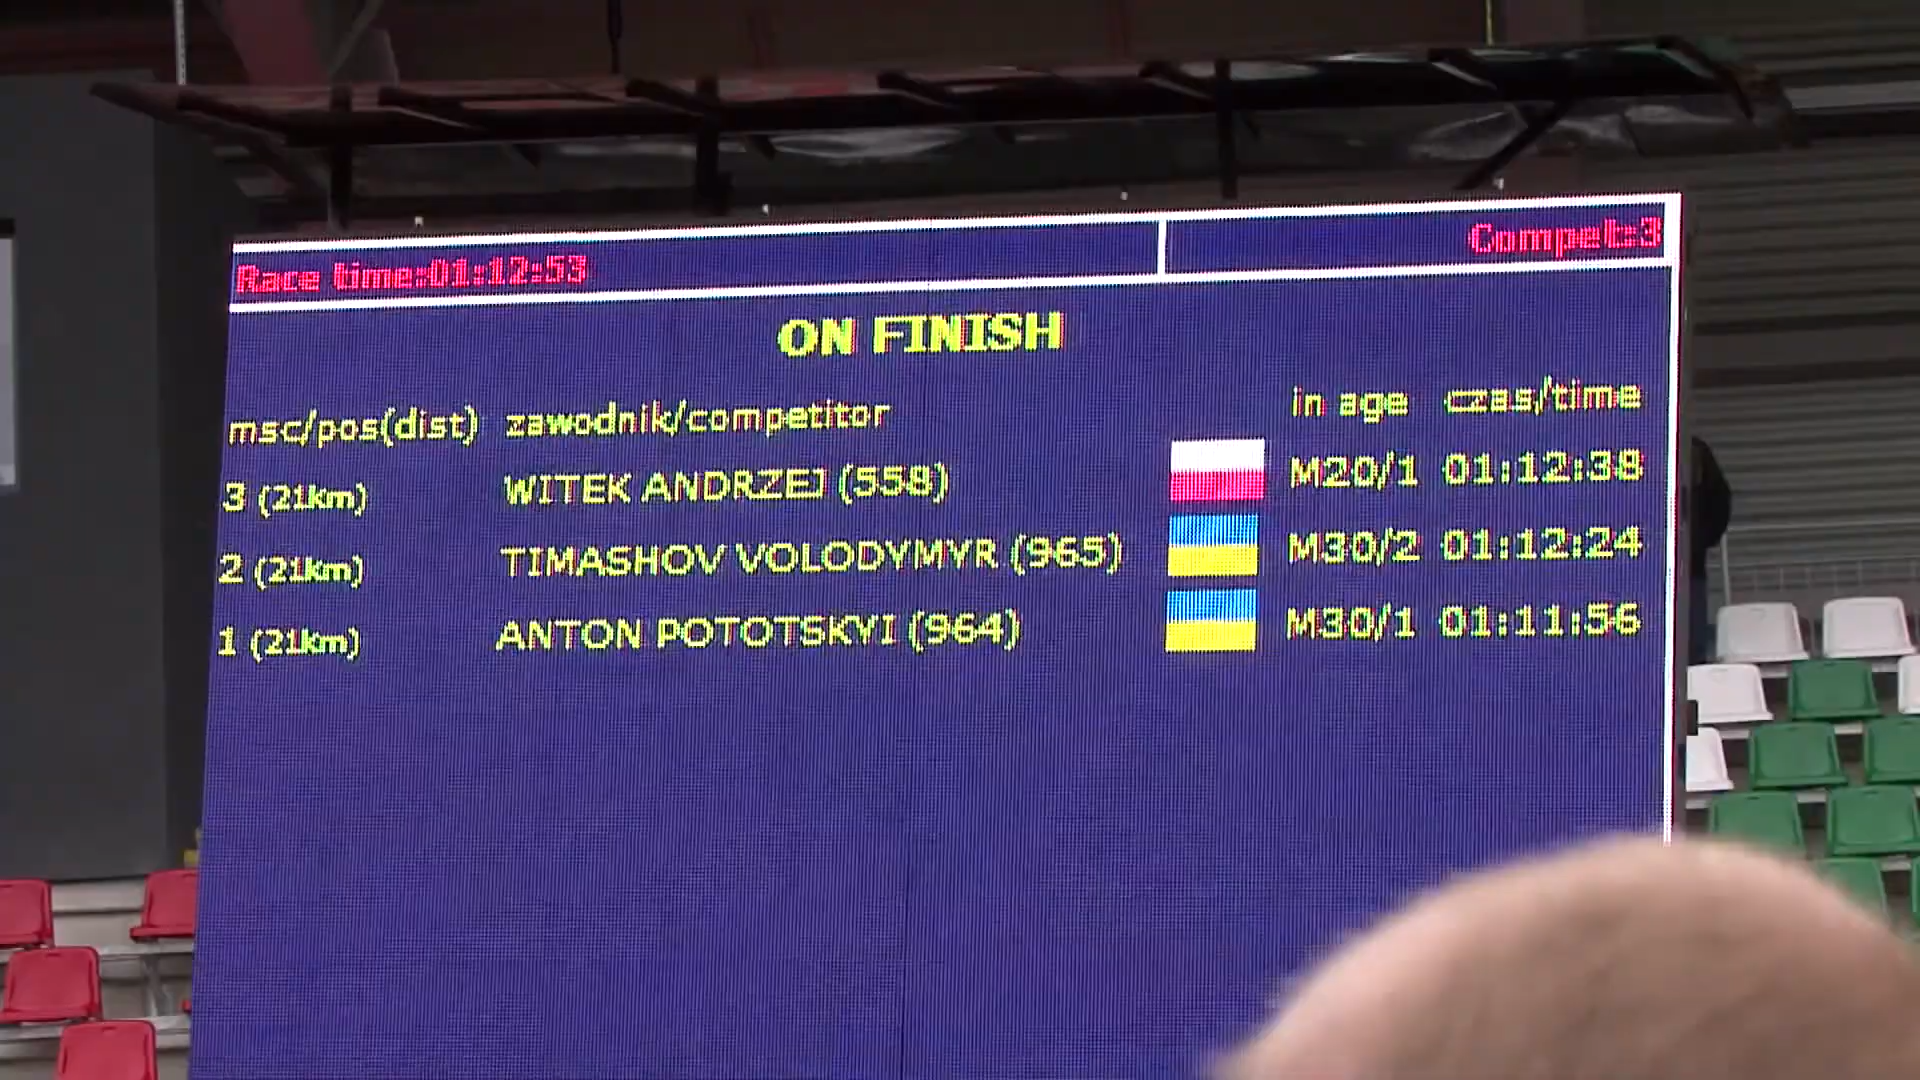 Race time:01:12:53 Compet:3
ON FINISH
msc/pos(dist) zawodnik/competitor in age czas/time
3 (21km) WITEK ANDRZEJ (558) M20/1 01:12:38
2 (21km) TIMASHOV VOLODYMYR (965) M30/2 01:12:24
1 (21km) ANTON POTOTSKYI (964) M30/1 01:11:56